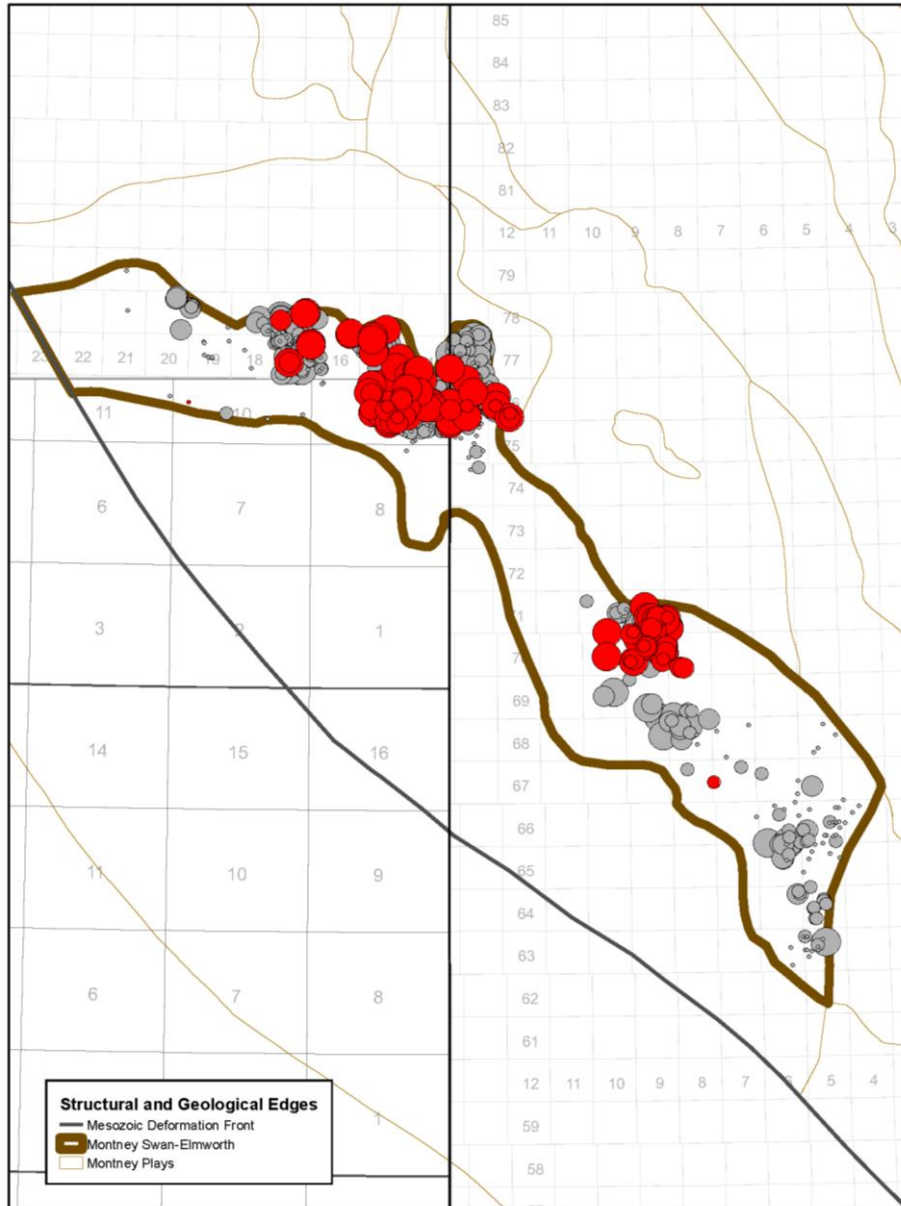 85
84
83
82
81
12 11 10 9 8 7 6 5 4 3
79
78
77
22 21 20 19 18 16
11 10
75
74
6 7 8
73
72
3 2 1
69
14 15 16
68
67
66
11 10 9
65
64
63
6 7 8
62
61
12 11 10 9 8 7 6 5 4
Structural and Geological Edges
59
Mesozoic Deformation Front
1
Montney Swan-Elmworth
Montney Plays
58